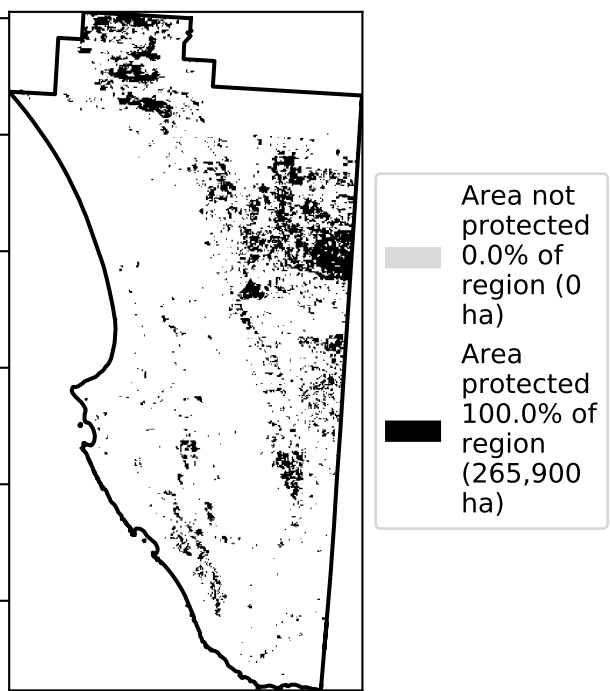 Area not
protected
0.0% of
region (0
ha)
Area
protected
100.0% of
region
(265,900
ha)